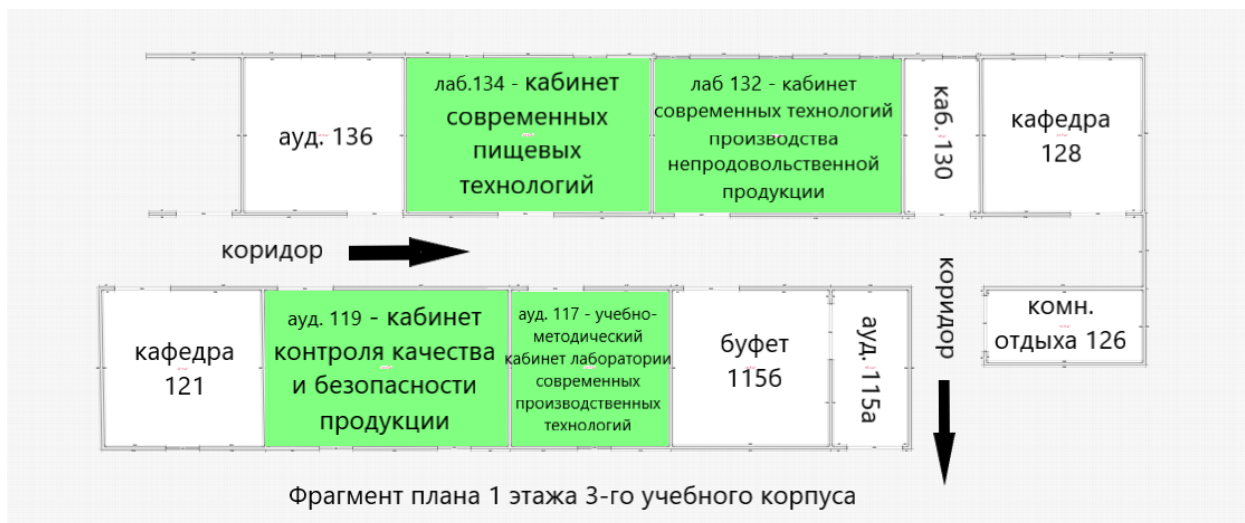 ауд. 136
лаб.134 - кабинет
современных
пищевых
технологий
лаб 132 - кабинет
современных технологий
производства
непродовольственной
продукции
каб. 130
кафедра
128
коридор
кафедра
121
ауд. 119 - кабинет
контроля качества
и безопасности
продукции
ауд. 117 - учебно-
методический
кабинет лаборатории
современных
производственных
технологий
буфет
115б
ауд. 115а
коридор
комн.
отдыха 126
Фрагмент плана 1 этажа 3-го учебного корпуса